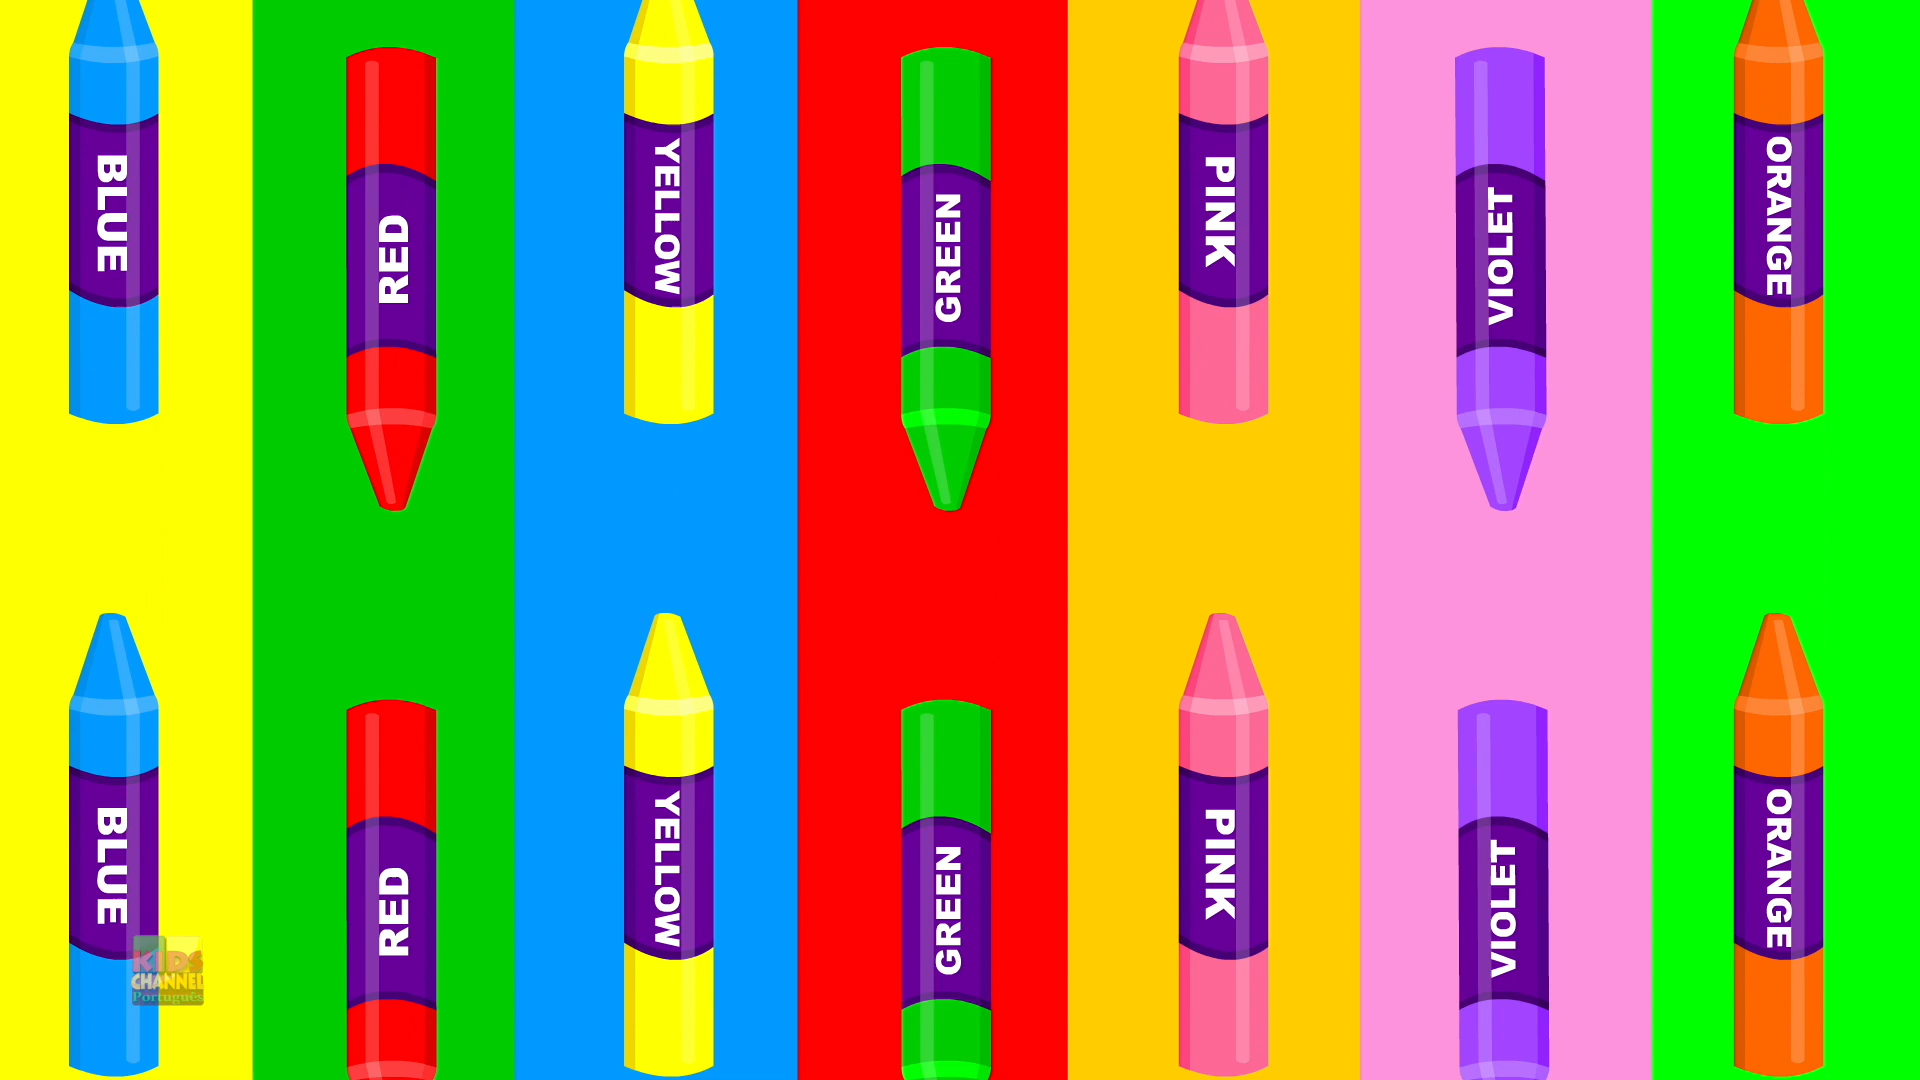 BLUE
RED
YELLOW
GREEN
PINK
VIOLET
ORANGE
BLUE
RED
YELLOW
GREEN
PINK
VIOLET
ORANGE
KIDS
CHANNEL
Português